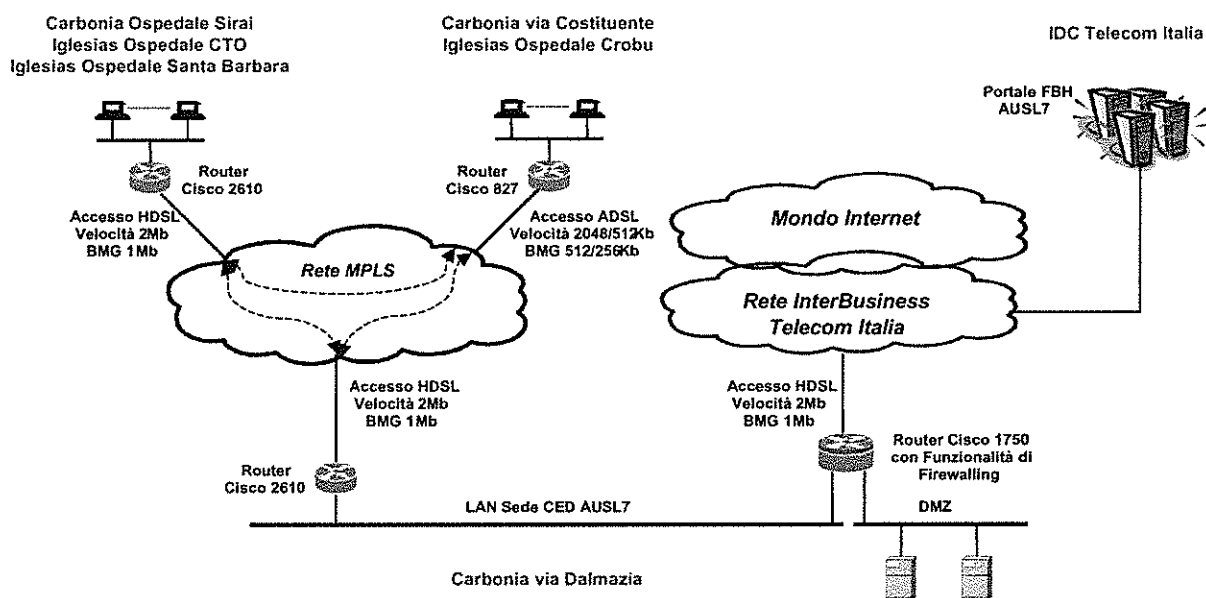 Carbonia Ospedale Sirai
Iglesias Ospedale CTO
Iglesias Ospedale Santa Barbara
Carbonia via Costituente
Iglesias Ospedale Crobu
IDC Telecom Italia
Portale FBH
AUSL7
Router
Cisco 2610
Router
Cisco 827
Accesso HDSL
Velocità 2Mb
BMG 1Mb
Accesso ADSL
Velocità 2048/512Kb
BMG 512/256Kb
Rete MPLS
Mondo Internet
Rete InterBusiness
Telecom Italia
Accesso HDSL
Velocità 2Mb
BMG 1Mb
Accesso HDSL
Velocità 2Mb
BMG 1Mb
Router
Cisco 2610
Router Cisco 1750
con Funzionalità di
Firewalling
LAN Sede CED AUSL7
DMZ
Carbonia via Dalmazia